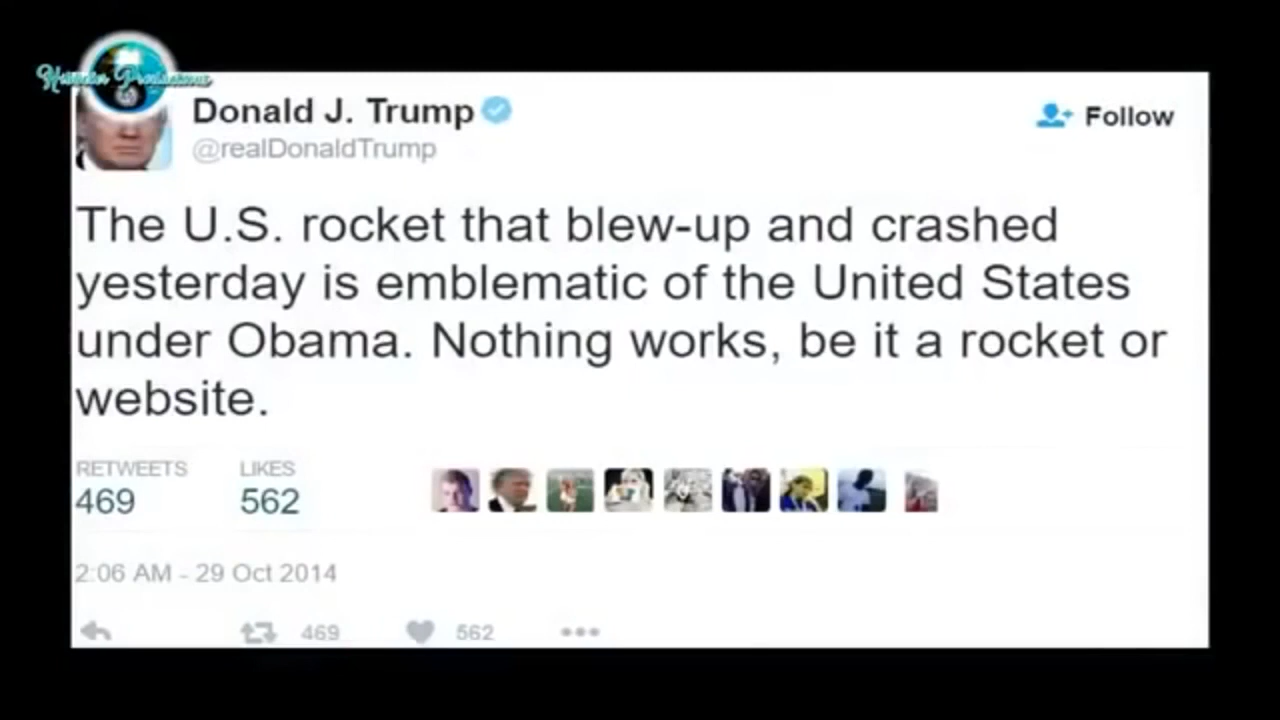 Donald J. Trump
Follow
@realDonaldTrump
The U.S. rocket that blew-up and crashed
yesterday is emblematic of the United States
under Obama. Nothing works, be it a rocket or
website.
RETWEETS LIKES
469 562
2:06 AM - 29 Oct 2014
469 562